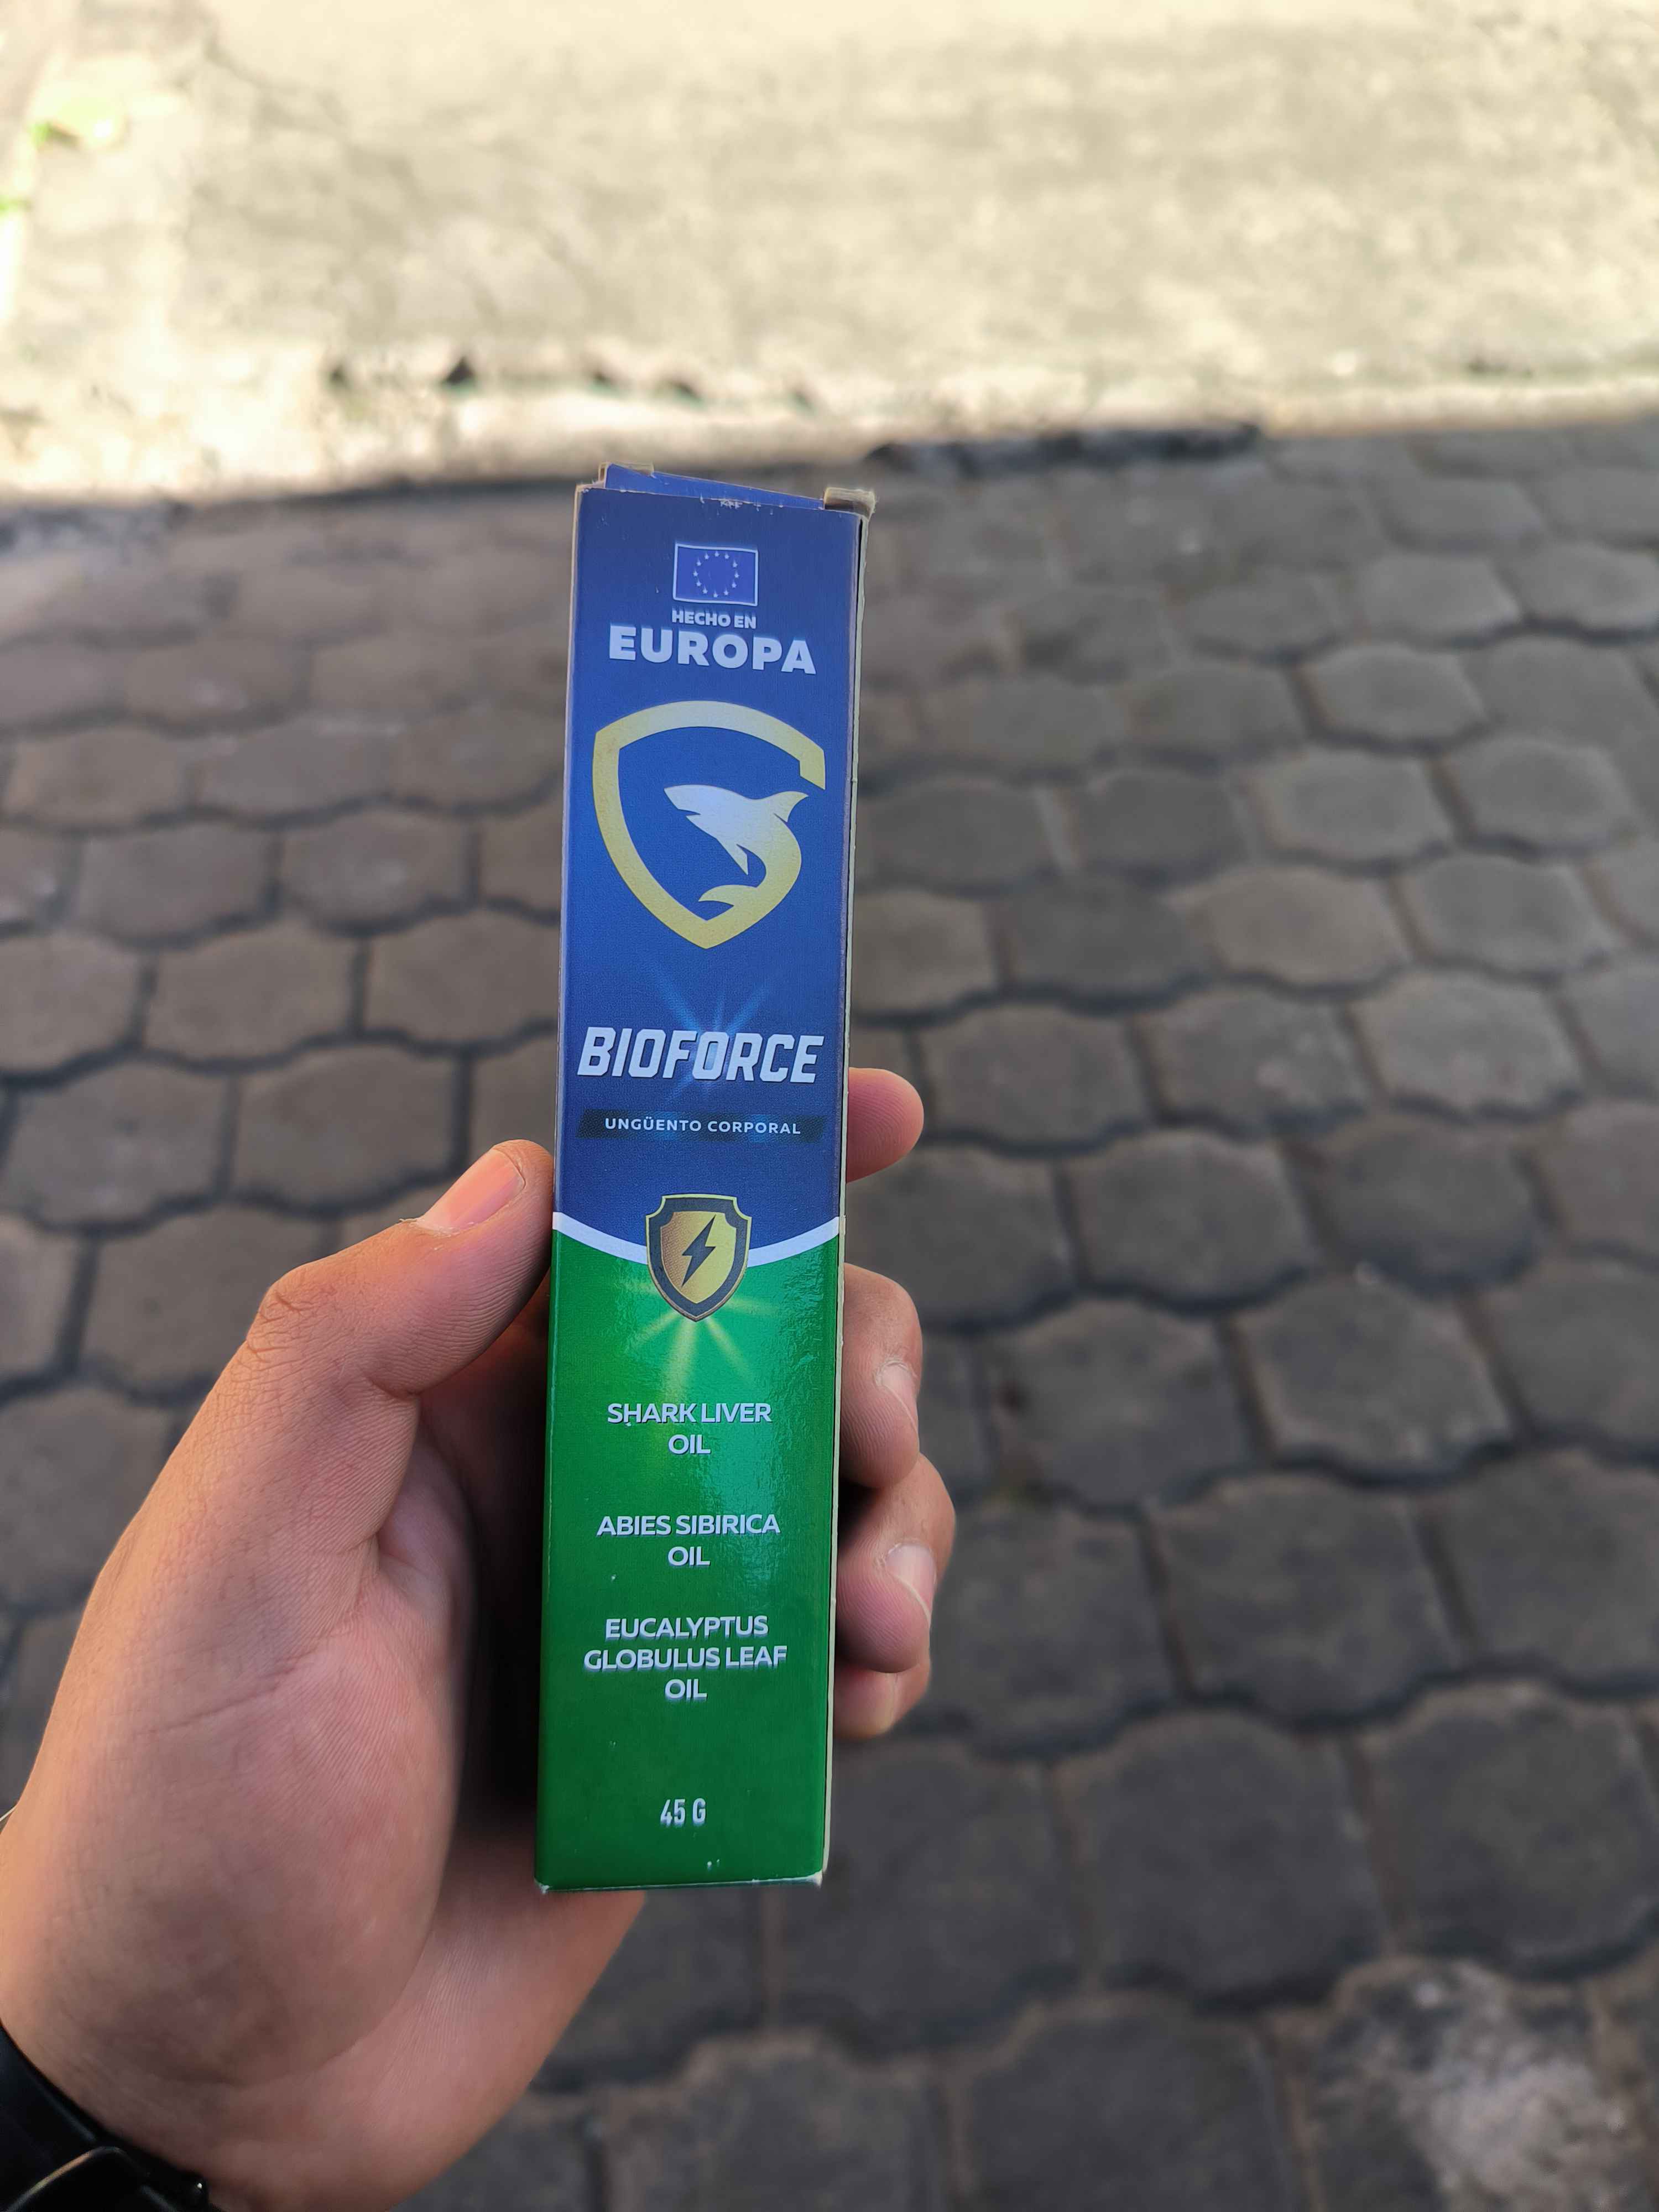 HECHO EN
EUROPA
BIOFORCE
UNGÜENTO CORPORAL
SHARK LIVER
OIL
ABIES SIBIRICA
OIL
EUCALYPTUS
GLOBULUS LEAF
OIL
45 G